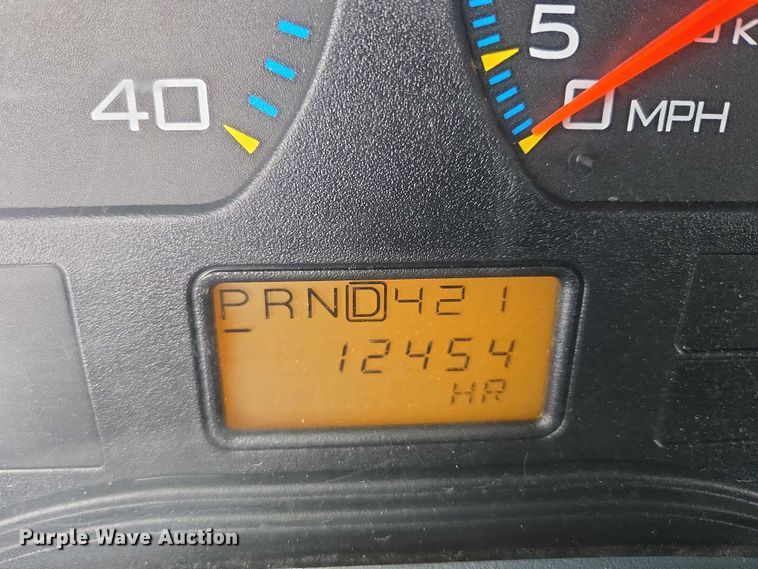 5
40
0 MPH
K
PRND421
12454
HR
Purple Wave Auction